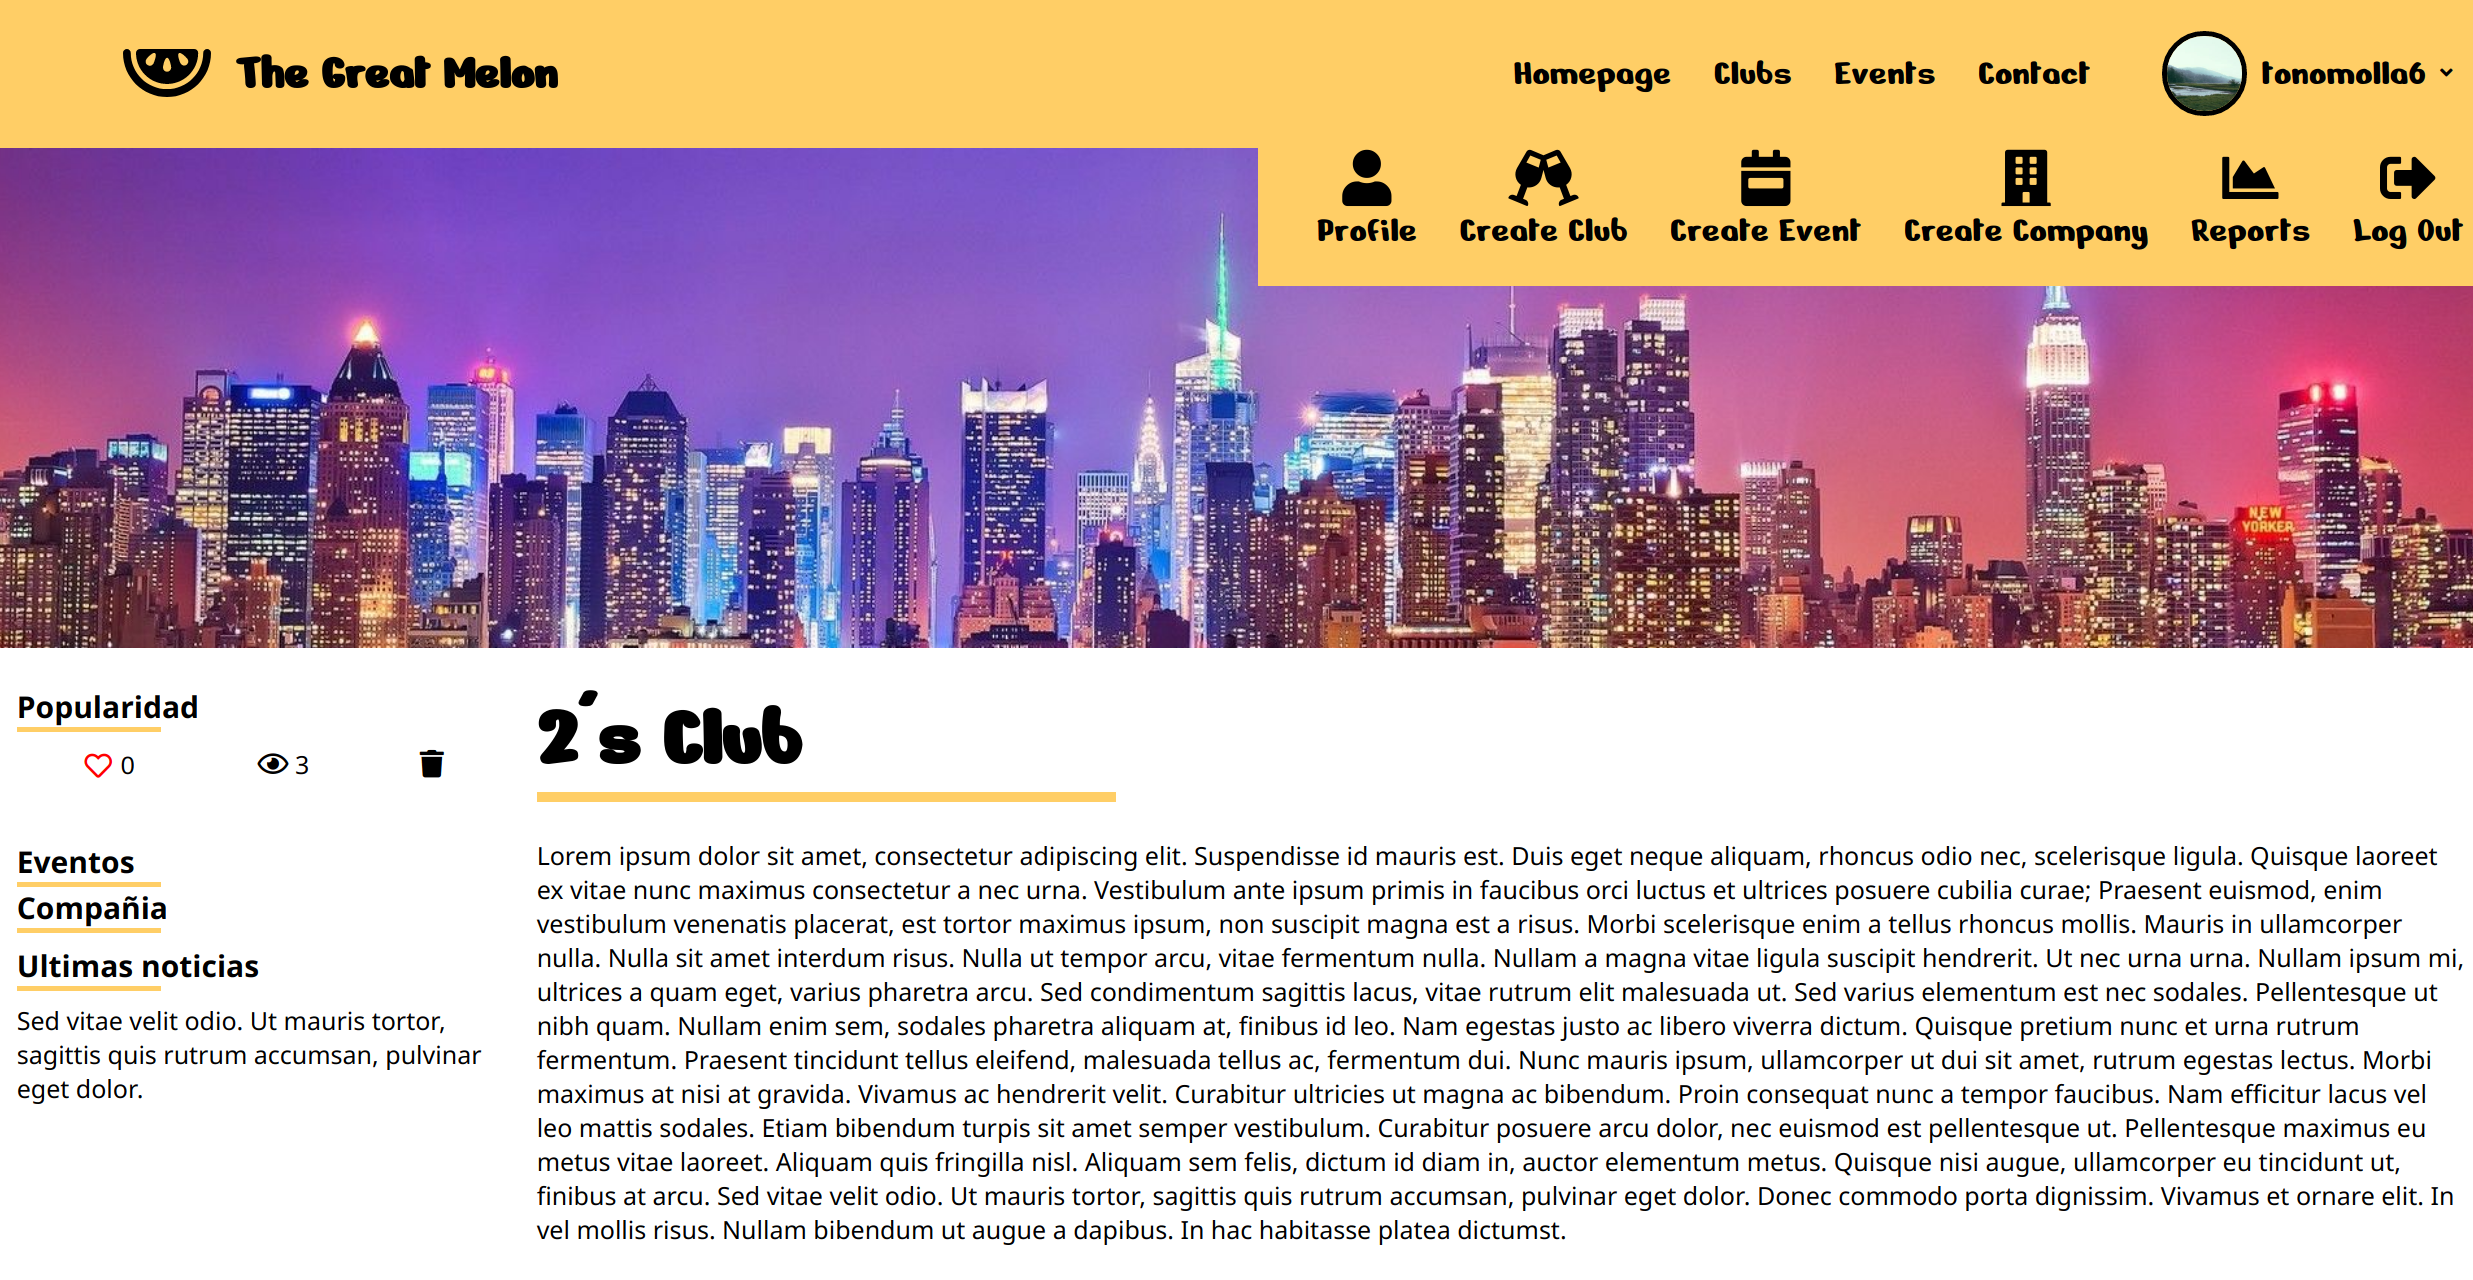 The Great Melon
Homepage Clubs Events Contact tonomolla6
Profile Create Club Create Event Create Company Reports Log Out
NEW
YORKER
Popularidad
0 3
Eventos
Compañia
Ultimas noticias
Sed vitae velit odio. Ut mauris tortor,
sagittis quis rutrum accumsan, pulvinar
eget dolor.
2´s Club
Lorem ipsum dolor sit amet, consectetur adipiscing elit. Suspendisse id mauris est. Duis eget neque aliquam, rhoncus odio nec, scelerisque ligula. Quisque laoreet
ex vitae nunc maximus consectetur a nec urna. Vestibulum ante ipsum primis in faucibus orci luctus et ultrices posuere cubilia curae; Praesent euismod, enim
vestibulum venenatis placerat, est tortor maximus ipsum, non suscipit magna est a risus. Morbi scelerisque enim a tellus rhoncus mollis. Mauris in ullamcorper
nulla. Nulla sit amet interdum risus. Nulla ut tempor arcu, vitae fermentum nulla. Nullam a magna vitae ligula suscipit hendrerit. Ut nec urna urna. Nullam ipsum mi,
ultrices a quam eget, varius pharetra arcu. Sed condimentum sagittis lacus, vitae rutrum elit malesuada ut. Sed varius elementum est nec sodales. Pellentesque ut
nibh quam. Nullam enim sem, sodales pharetra aliquam at, finibus id leo. Nam egestas justo ac libero viverra dictum. Quisque pretium nunc et urna rutrum
fermentum. Praesent tincidunt tellus eleifend, malesuada tellus ac, fermentum dui. Nunc mauris ipsum, ullamcorper ut dui sit amet, rutrum egestas lectus. Morbi
maximus at nisi at gravida. Vivamus ac hendrerit velit. Curabitur ultricies ut magna ac bibendum. Proin consequat nunc a tempor faucibus. Nam efficitur lacus vel
leo mattis sodales. Etiam bibendum turpis sit amet semper vestibulum. Curabitur posuere arcu dolor, nec euismod est pellentesque ut. Pellentesque maximus eu
metus vitae laoreet. Aliquam quis fringilla nisl. Aliquam sem felis, dictum id diam in, auctor elementum metus. Quisque nisi augue, ullamcorper eu tincidunt ut,
finibus at arcu. Sed vitae velit odio. Ut mauris tortor, sagittis quis rutrum accumsan, pulvinar eget dolor. Donec commodo porta dignissim. Vivamus et ornare elit. In
vel mollis risus. Nullam bibendum ut augue a dapibus. In hac habitasse platea dictumst.